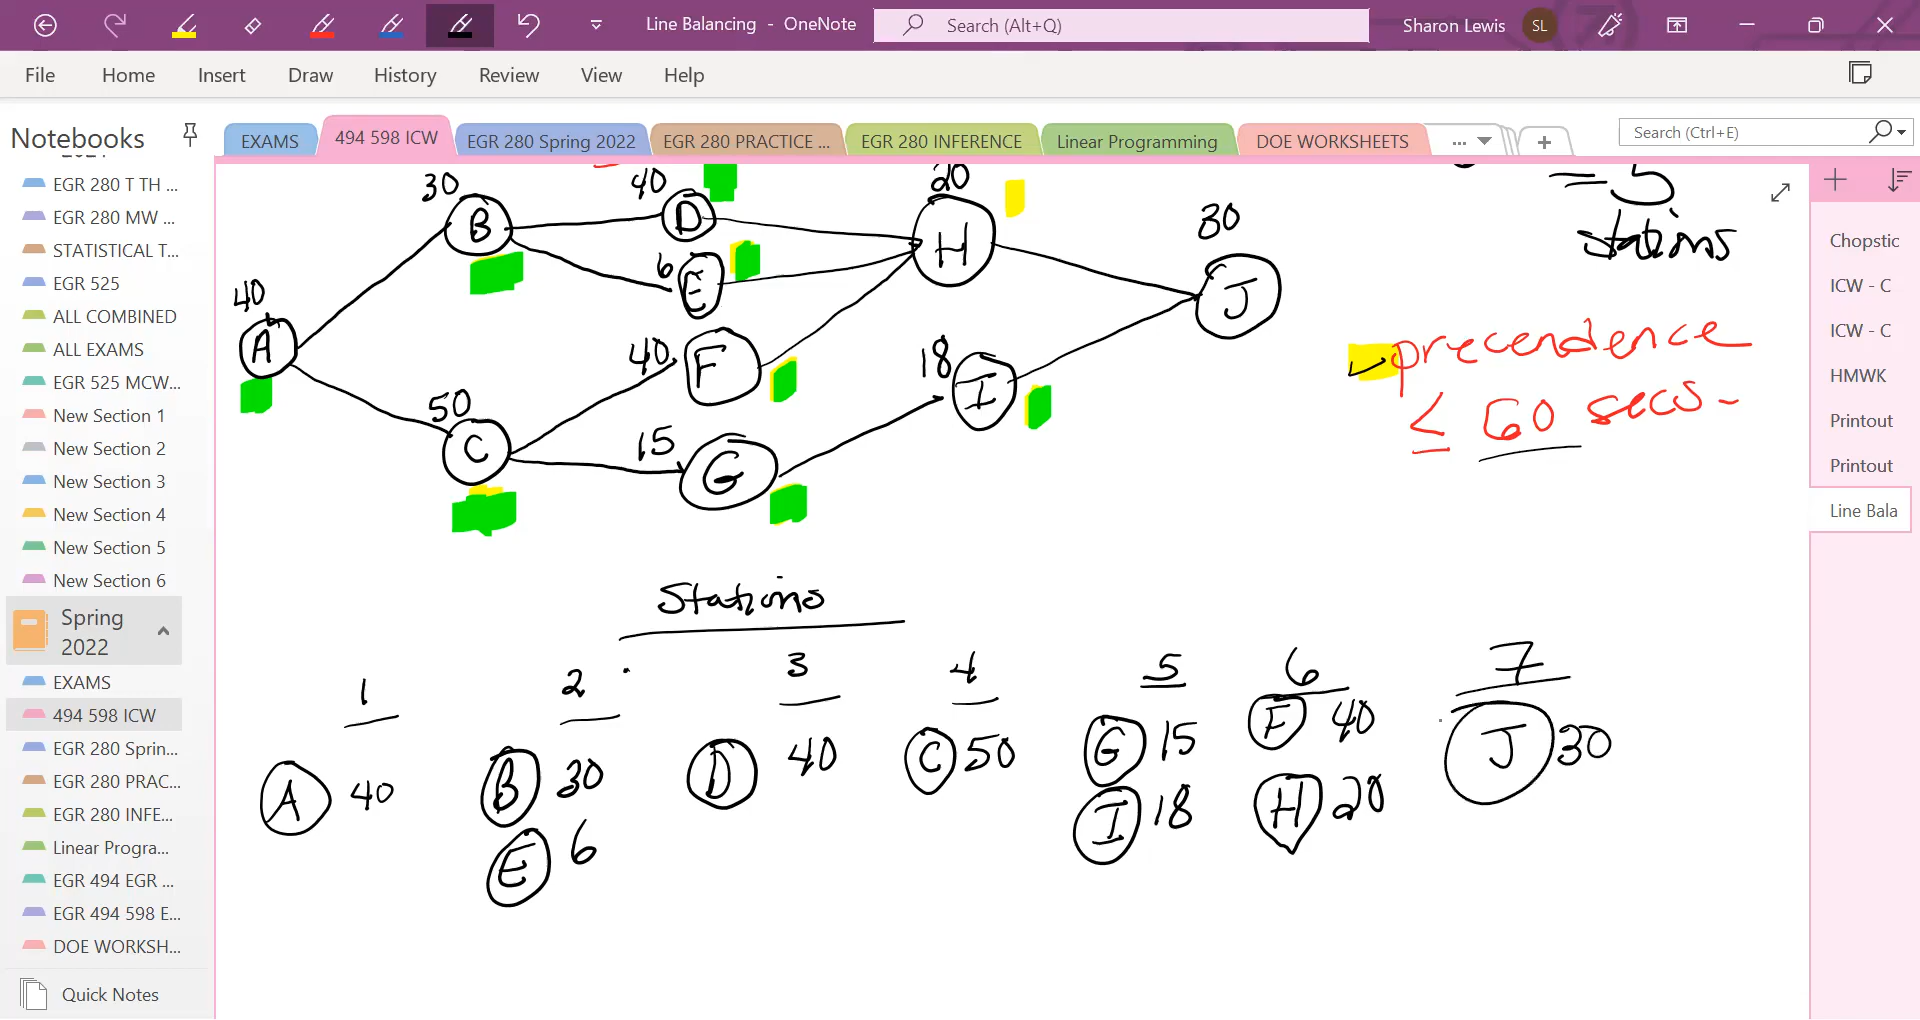 Line Balancing - OneNote
Search (Alt+Q)
Sharon Lewis
SL
File Home Insert Draw History Review View Help
Notebooks
EXAMS
494 598 ICW
EGR 280 Spring 2022
EGR 280 PRACTICE ...
EGR 280 INFERENCE
Linear Programming
DOE WORKSHEETS
...
Search (Ctrl+E)
EGR 280 T TH ...
EGR 280 MW ...
STATISTICAL T...
EGR 525
ALL COMBINED
ALL EXAMS
EGR 525 MCW...
New Section 1
New Section 2
New Section 3
New Section 4
New Section 5
New Section 6
Spring
2022
EXAMS
494 598 ICW
EGR 280 Sprin...
EGR 280 PRAC...
EGR 280 INFE...
Linear Progra...
EGR 494 EGR ...
EGR 494 598 E...
DOE WORKSH...
Quick Notes
30 40 20
B D H 30
6 E J
40
A
40 F 18 I
50
C 15 G
= 5
stations
precendence
≤ 60 secs -
Stations
1 2 3 4 5 6 7
A 40 B 30 D 40 C 50 G 15 F 40 J 30
E 6 I 18 H 20
Chopstic
ICW - C
ICW - C
HMWK
Printout
Printout
Line Bala